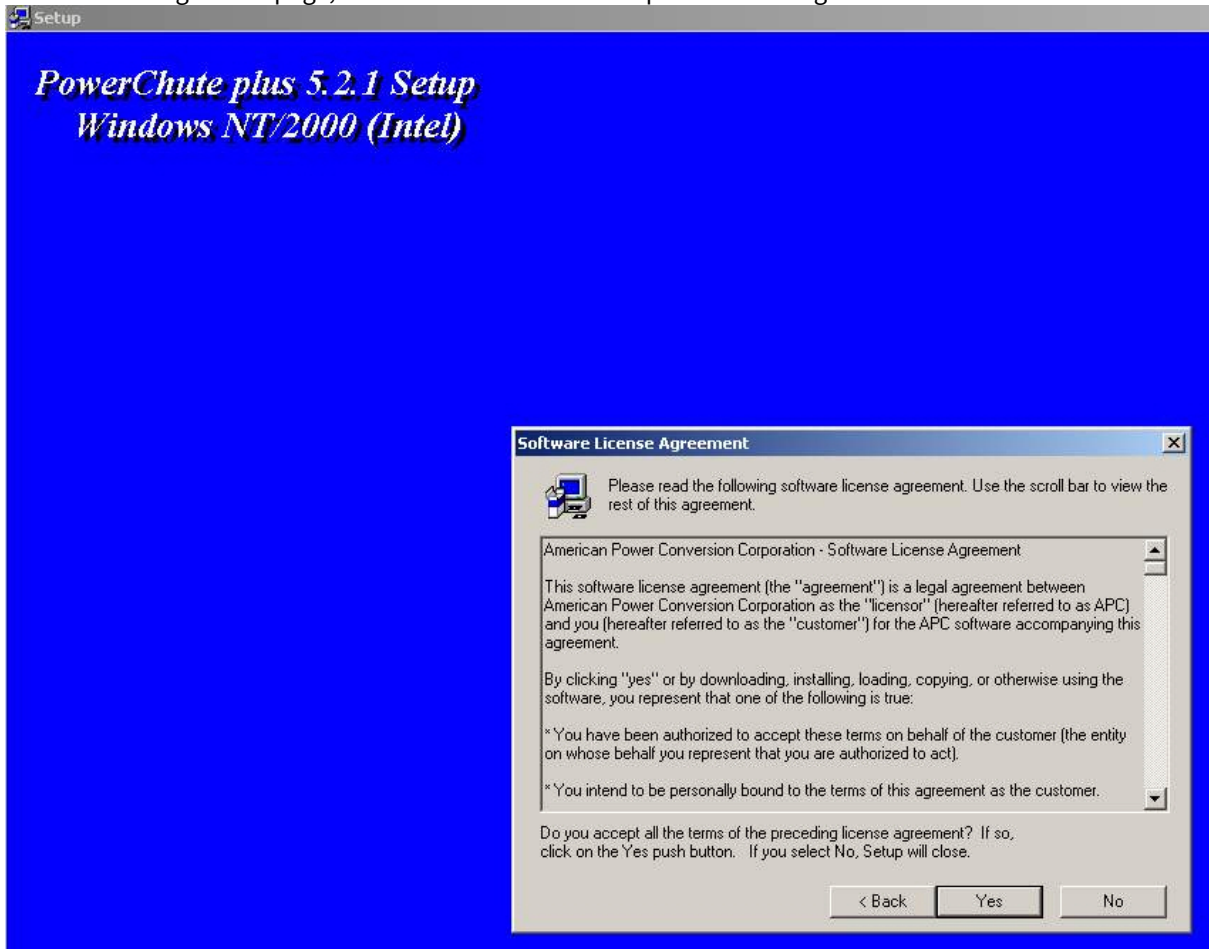 Setup
PowerChute plus 5.2.1 Setup
Windows NT/2000 (Intel)
Software License Agreement
Please read the following software license agreement. Use the scroll bar to view the
rest of this agreement.
American Power Conversion Corporation - Software License Agreement
This software license agreement (the "agreement") is a legal agreement between
American Power Conversion Corporation as the "licensor" (hereafter referred to as APC)
and you (hereafter referred to as the "customer") for the APC software accompanying this
agreement.
By clicking "yes" or by downloading, installing, loading, copying, or otherwise using the
software, you represent that one of the following is true:
* You have been authorized to accept these terms on behalf of the customer (the entity
on whose behalf you represent that you are authorized to act).
* You intend to be personally bound to the terms of this agreement as the customer.
Do you accept all the terms of the preceding license agreement? If so,
click on the Yes push button. If you select No, Setup will close.
< Back Yes No